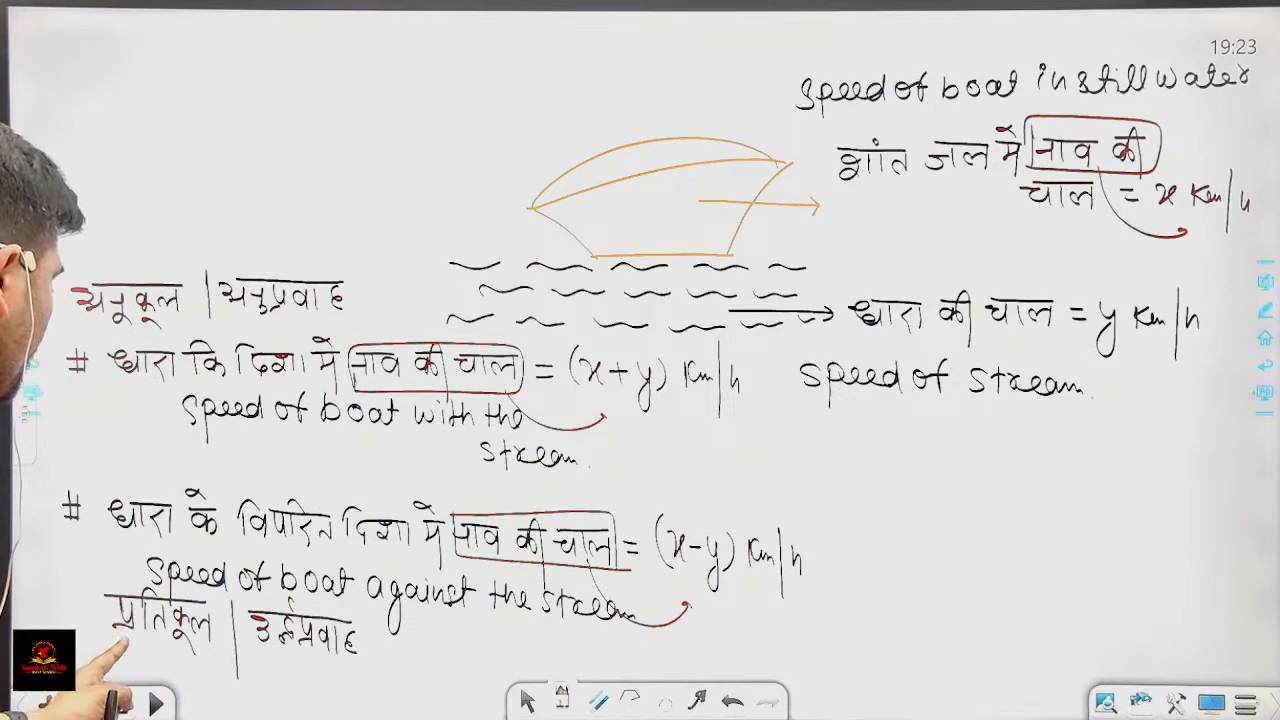 19:23
Speed of boat in still water
शांत जल में नाव की
चाल = x Km/h
अनूकूल | अनुप्रवाह
धारा की चाल = y Km/h
# धारा कि दिशा में नाव की चाल = (x+y) Km/h
Speed of stream.
Speed of boat with the
stream.
# धारा के विपरित दिशा में नाव की चाल = (x-y) Km/h
Speed of boat against the stream
प्रतिकूल | उर्द्धप्रवाह